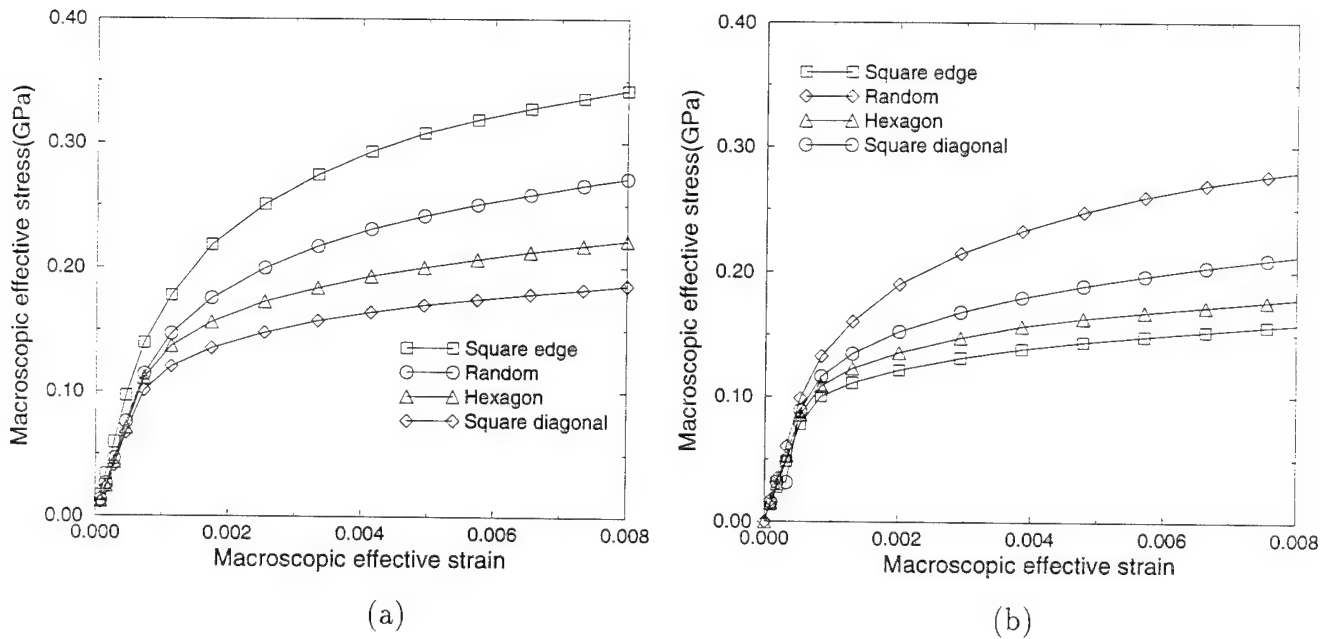 0.40
0.30
0.20
0.10
0.00
0.000
0.002
0.004
0.006
0.008
Macroscopic effective stress(GPa)
Macroscopic effective strain
Square edge
Random
Hexagon
Square diagonal
(a)
0.40
0.30
0.20
0.10
0.00
0.000
0.002
0.004
0.006
0.008
Macroscopic effective stress(GPa)
Macroscopic effective strain
Square edge
Random
Hexagon
Square diagonal
(b)